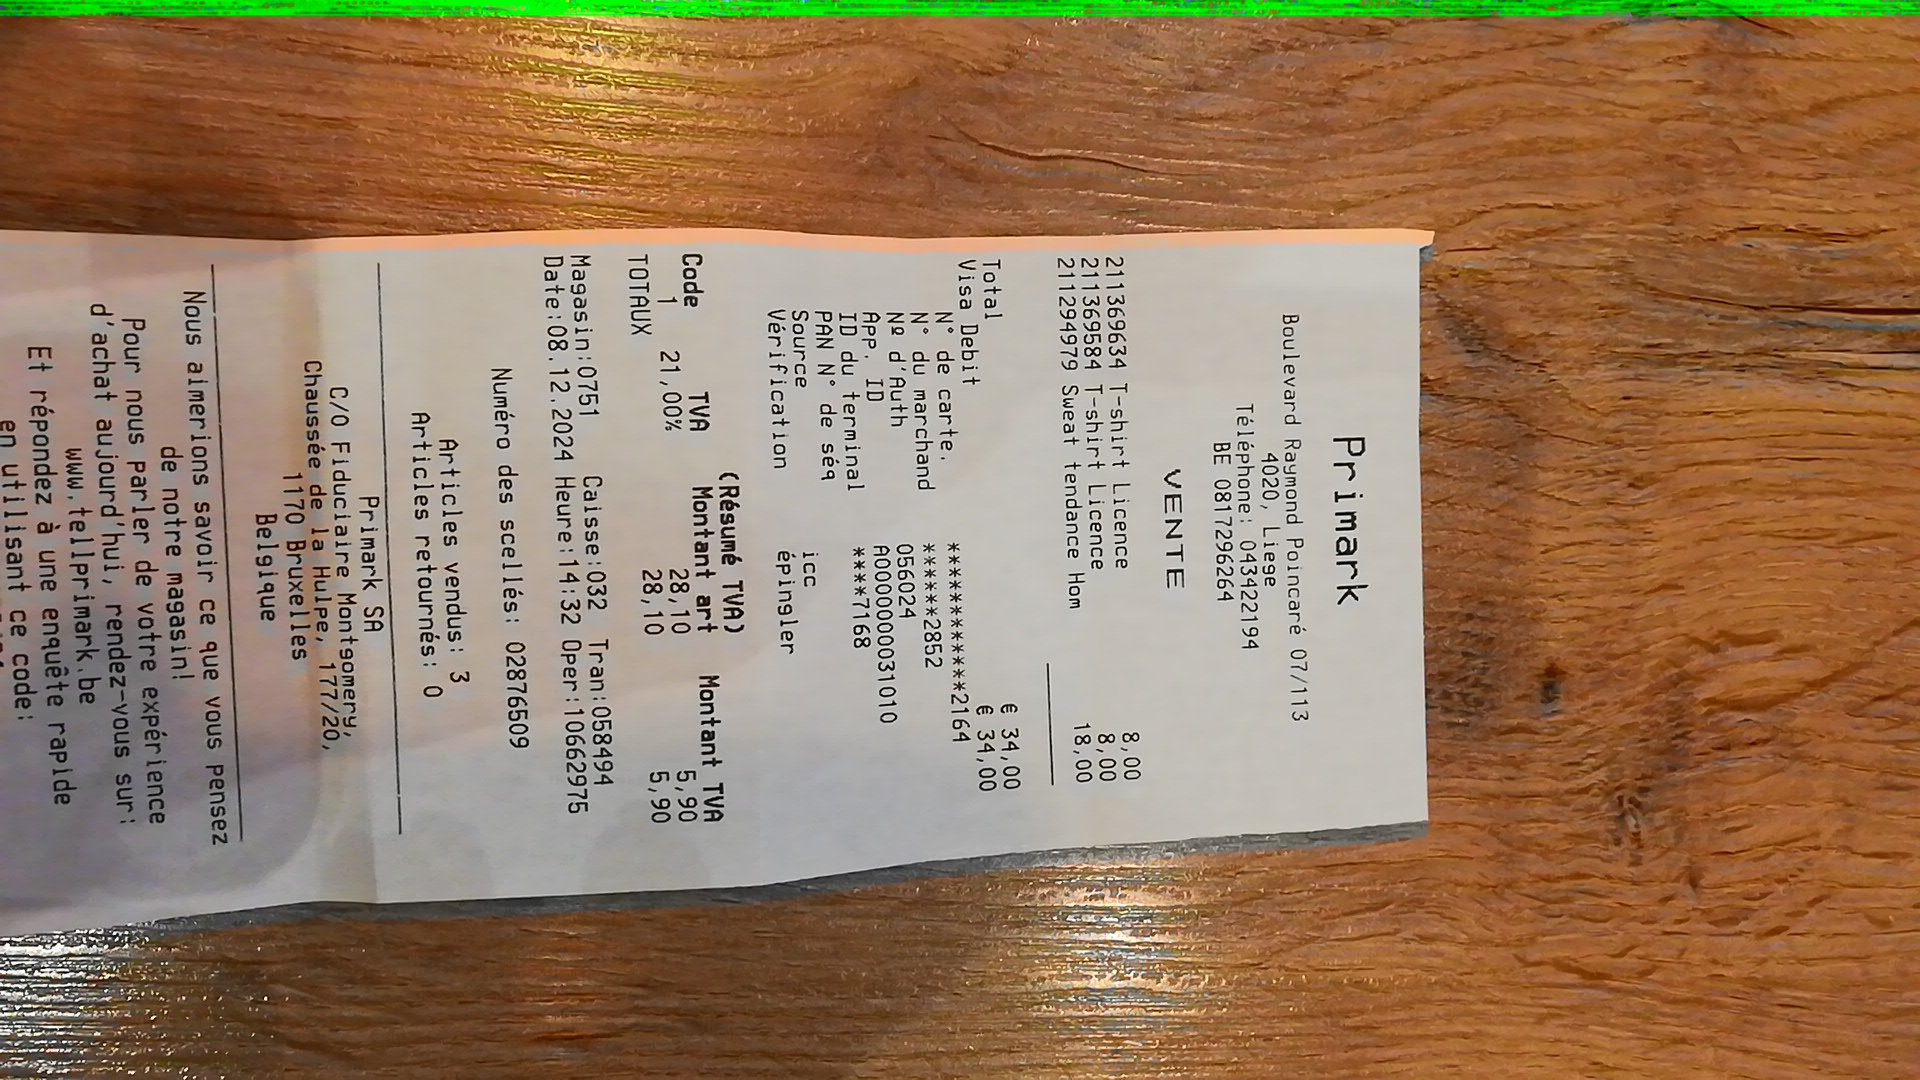 Primark
Boulevard Raymond Poincaré 07/113
4020, Liege
Téléphone: 043422194
BE 0817296264
VENTE
211369634 T-shirt Licence 8,00
211369584 T-shirt Licence 8,00
211294979 Sweat tendance Hom 18,00
Total € 34,00
Visa Debit € 34,00
N° de carte. ***************2164
N° du marchand ******2852
Nº d'Auth 056024
App. ID A0000000031010
ID du terminal ****7168
PAN N° de séq
Source icc
Vérification épingler
(Résumé TVA)
Code TVA Montant art Montant TVA
1 21,00% 28,10 5,90
TOTAUX 28,10 5,90
Magasin:0751 Caisse:032 Tran:058494
Date:08.12.2024 Heure:14:32 Oper:10662975
Numéro des scellés: 02876509
Articles vendus: 3
Articles retournés: 0
Primark SA
C/O Fiduciaire Montgomery,
Chaussée de la Hulpe, 177/20,
1170 Bruxelles
Belgique
Nous aimerions savoir ce que vous pensez
de notre magasin!
Pour nous parler de votre expérience
d'achat aujourd'hui, rendez-vous sur:
www.tellprimark.be
Et répondez à une enquête rapide
en utilisant ce code: